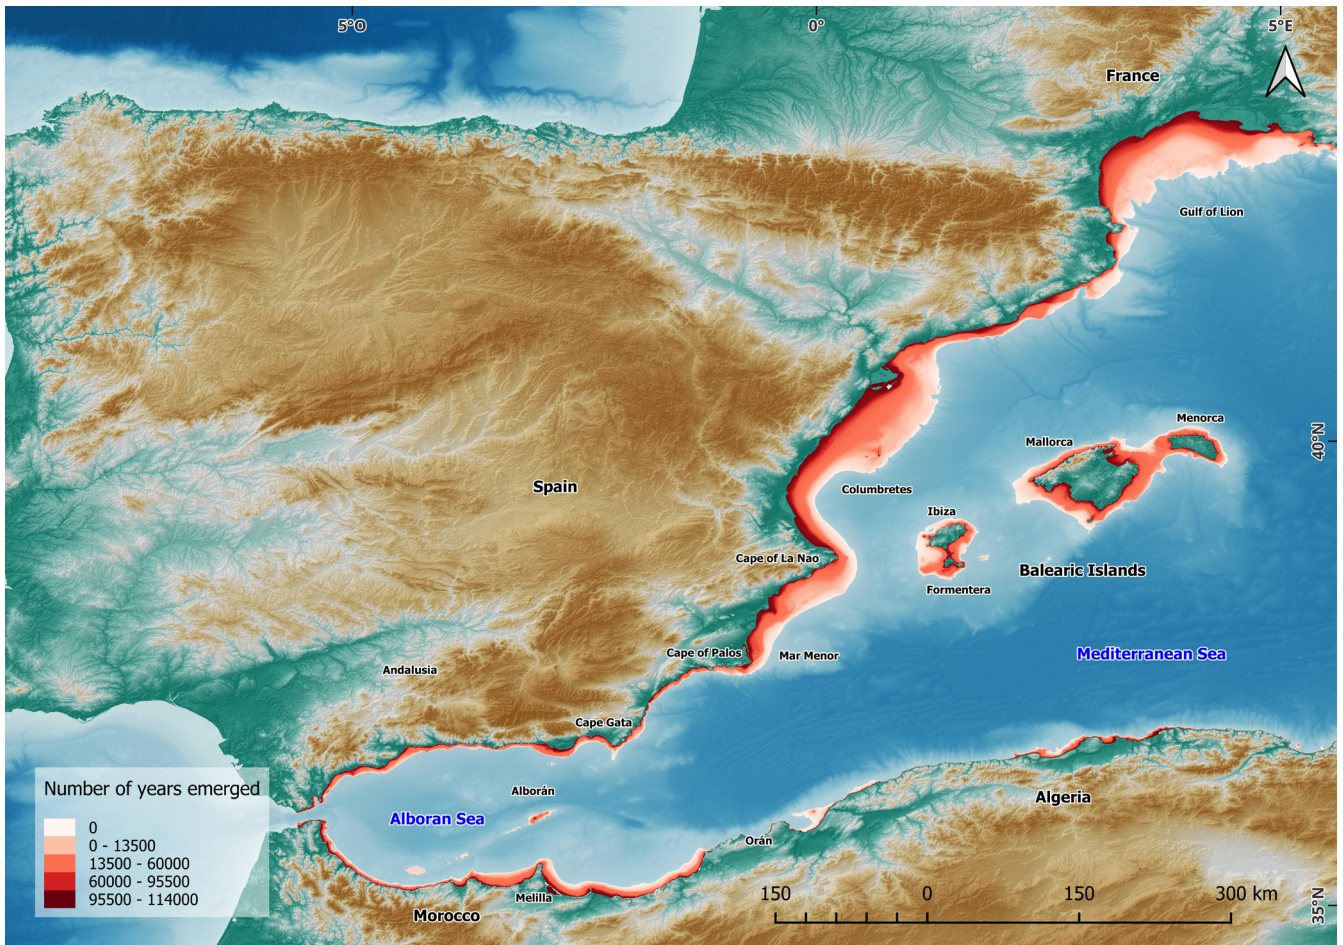 5°O
0°
5°E
France
Gulf of Lion
Menorca
40°N
Mallorca
Spain
Columbretes
Ibiza
Cape of La Nao
Balearic Islands
Formentera
Cape of Palos
Mar Menor
Mediterranean Sea
Andalusia
Cape Gata
Number of years emerged
0
0 - 13500
13500 - 60000
60000 - 95500
95500 - 114000
Alborán
Alboran Sea
Algeria
Orán
Melilla
Morocco
150 0 150 300 km
35°N